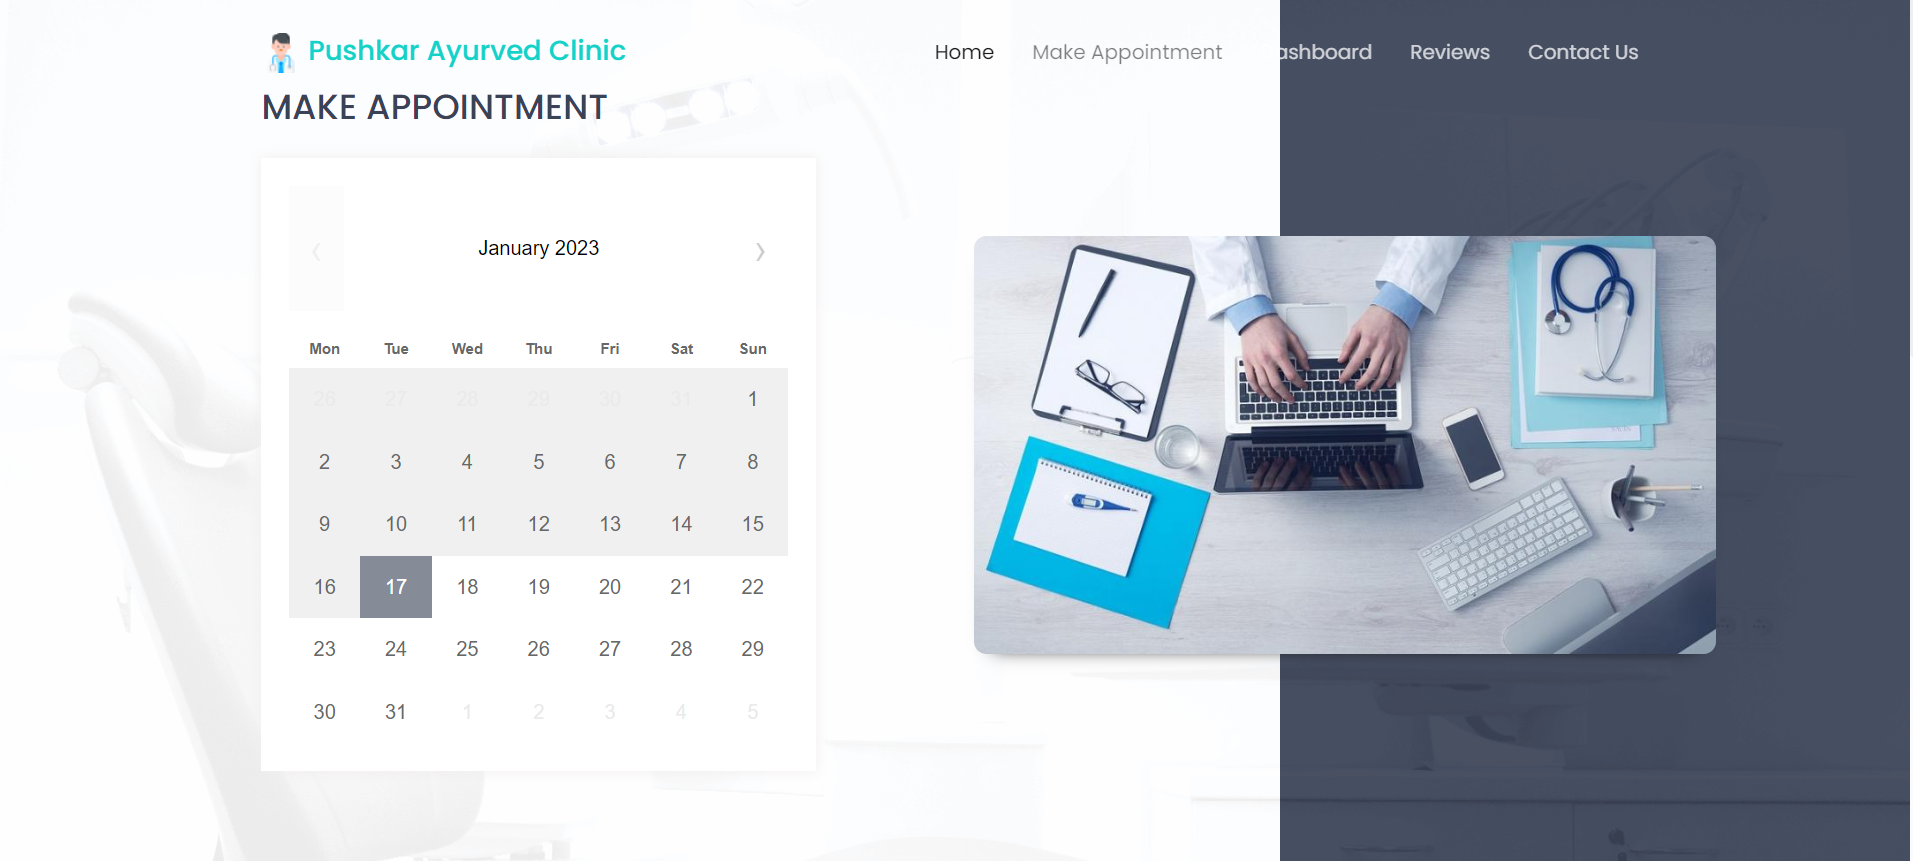 Pushkar Ayurved Clinic
Home Make Appointment ashboard Reviews Contact Us
MAKE APPOINTMENT
‹ January 2023 ›
Mon Tue Wed Thu Fri Sat Sun
26 27 28 29 30 31 1
2 3 4 5 6 7 8
9 10 11 12 13 14 15
16 17 18 19 20 21 22
23 24 25 26 27 28 29
30 31 1 2 3 4 5